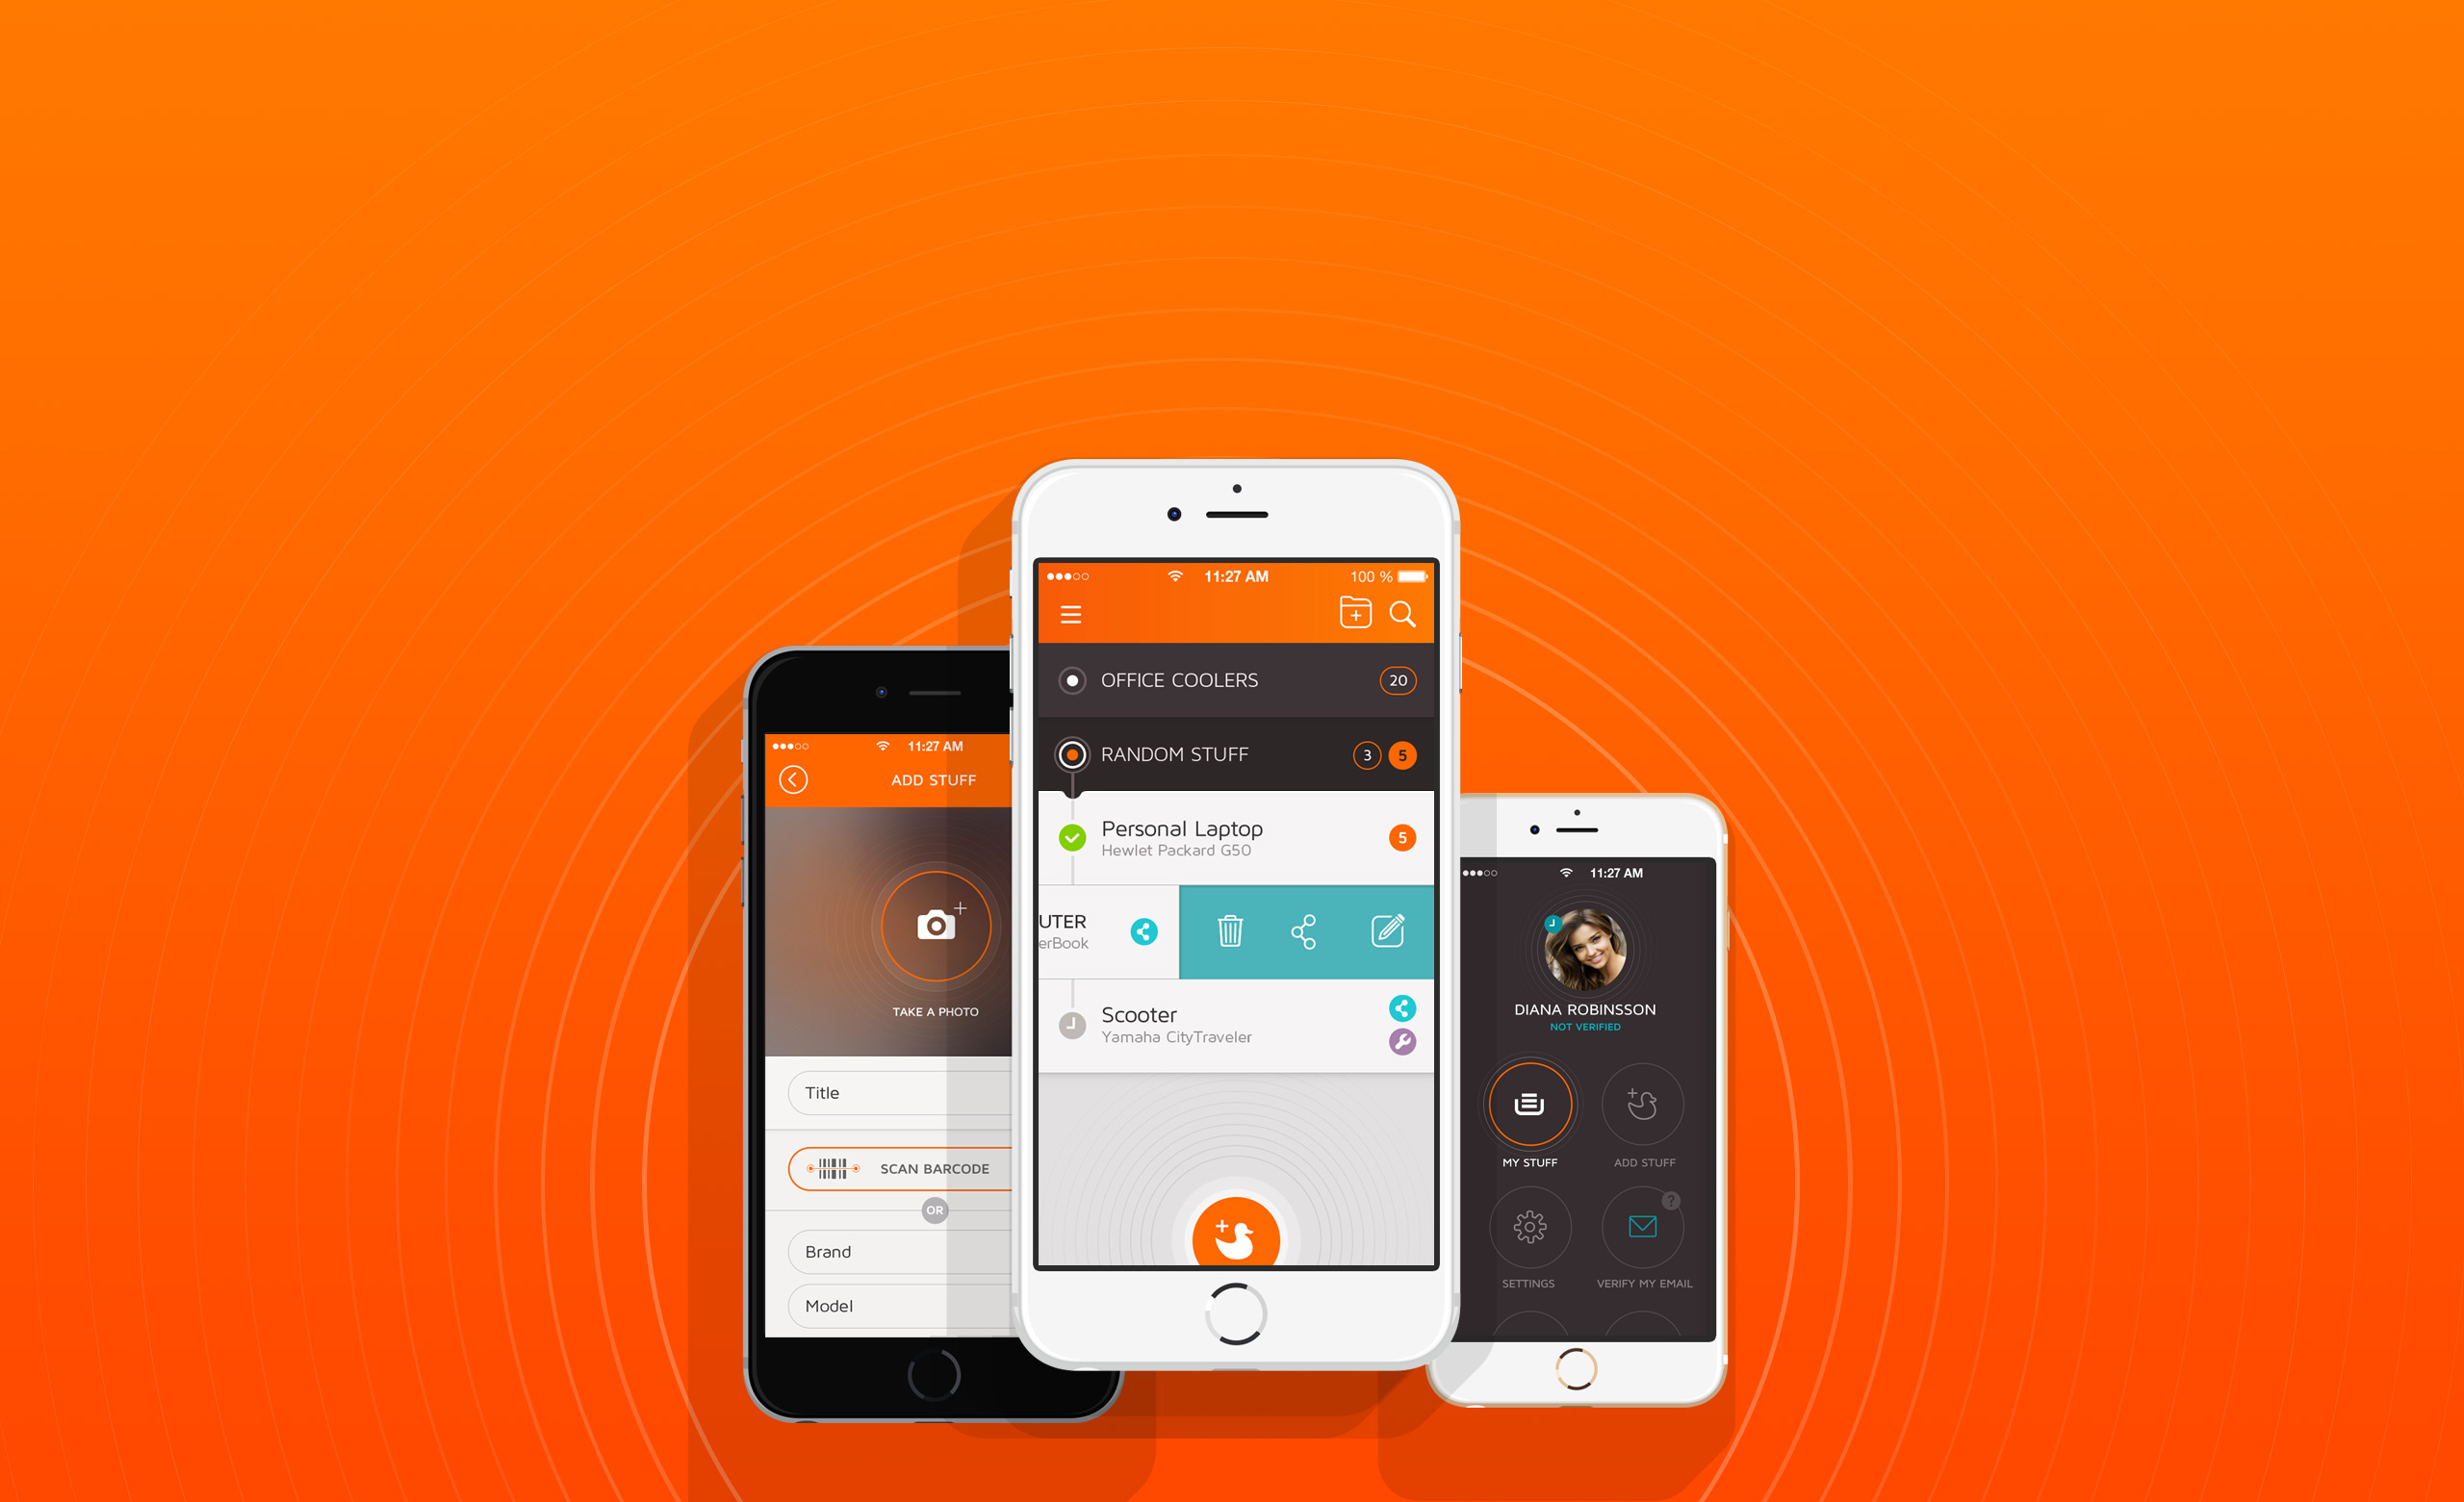 11:27 AM
ADD STUFF
TAKE A PHOTO
Title
SCAN BARCODE
OR
Brand
Model
11:27 AM 100 %
OFFICE COOLERS 20
RANDOM STUFF 3 5
Personal Laptop 5
Hewlet Packard G50
UTER
erBook
Scooter
Yamaha CityTraveler
11:27 AM
DIANA ROBINSSON
NOT VERIFIED
MY STUFF ADD STUFF
?
SETTINGS VERIFY MY EMAIL